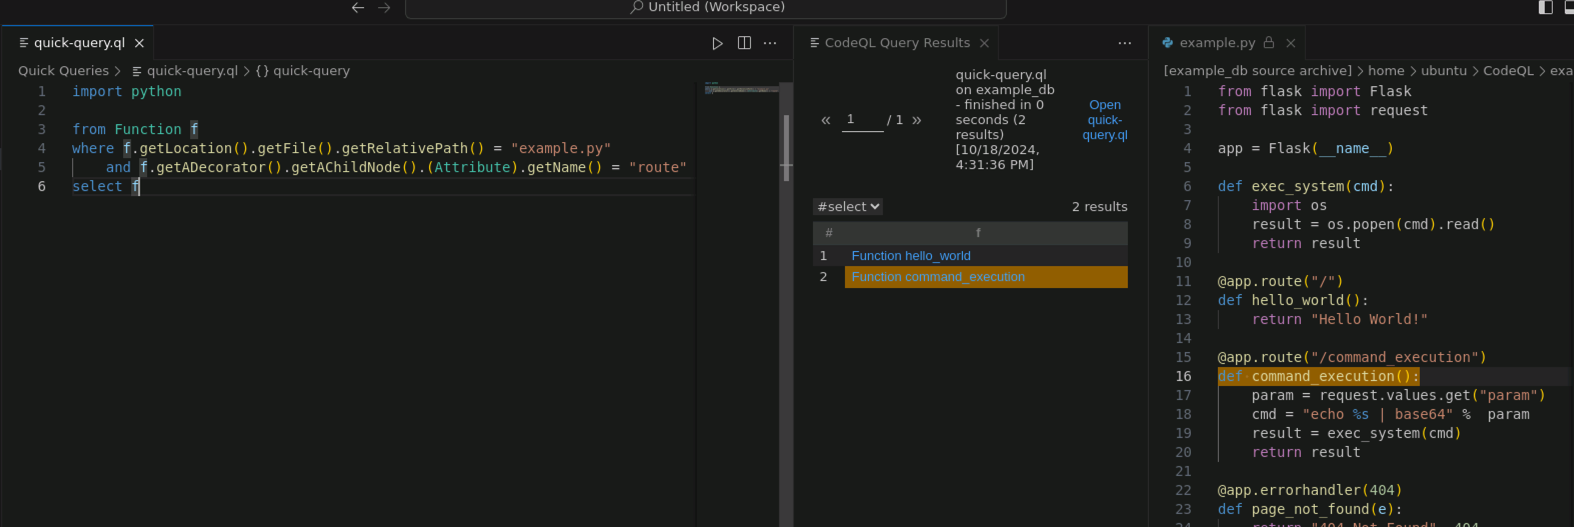 Untitled (Workspace)
quick-query.ql
Quick Queries > quick-query.ql > {} quick-query
1 import python
2
3 from Function f
4 where f.getLocation().getFile().getRelativePath() = "example.py"
5 and f.getADecorator().getAChildNode().(Attribute).getName() = "route"
6 select f
CodeQL Query Results
« 1 / 1 »
quick-query.ql
on example_db
- finished in 0
seconds (2
results)
[10/18/2024,
4:31:36 PM]
Open
quick-
query.ql
#select
2 results
# f
1 Function hello_world
2 Function command_execution
example.py
[example_db source archive] > home > ubuntu > CodeQL > exa
1 from flask import Flask
2 from flask import request
3
4 app = Flask(__name__)
5
6 def exec_system(cmd):
7 import os
8 result = os.popen(cmd).read()
9 return result
10
11 @app.route("/")
12 def hello_world():
13 return "Hello World!"
14
15 @app.route("/command_execution")
16 def command_execution():
17 param = request.values.get("param")
18 cmd = "echo %s | base64" %  param
19 result = exec_system(cmd)
20 return result
21
22 @app.errorhandler(404)
23 def page_not_found(e):
24 return "404 Not Found", 404